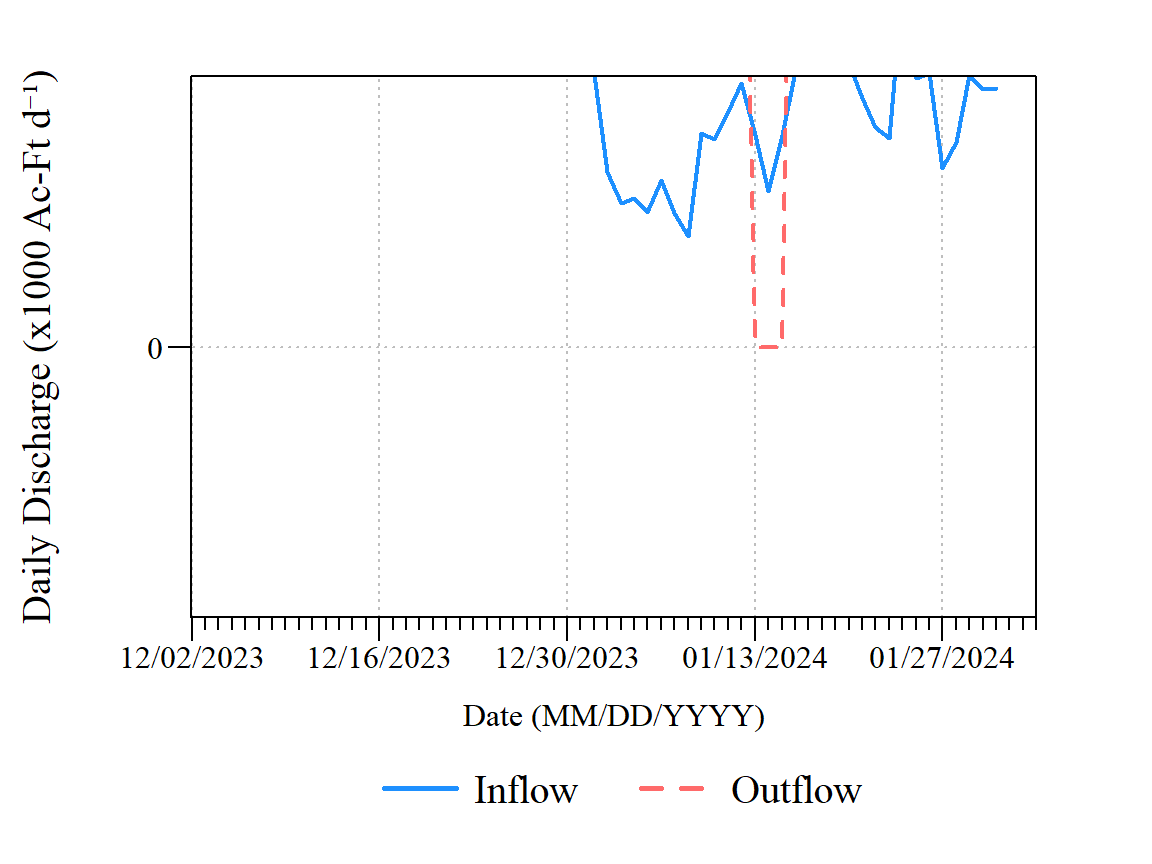 Daily Discharge (x1000 Ac-Ft d⁻¹)
0
12/02/2023 12/16/2023 12/30/2023 01/13/2024 01/27/2024
Date (MM/DD/YYYY)
Inflow Outflow